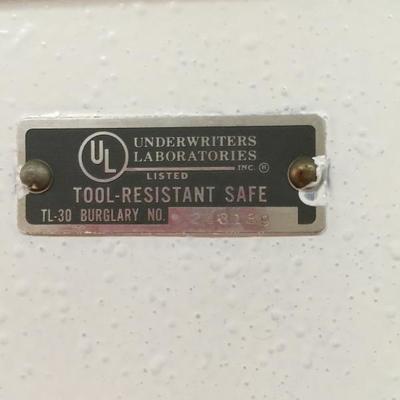 UL
UNDERWRITERS
LABORATORIES
INC. ®
LISTED
TOOL-RESISTANT SAFE
TL-30 BURGLARY NO.